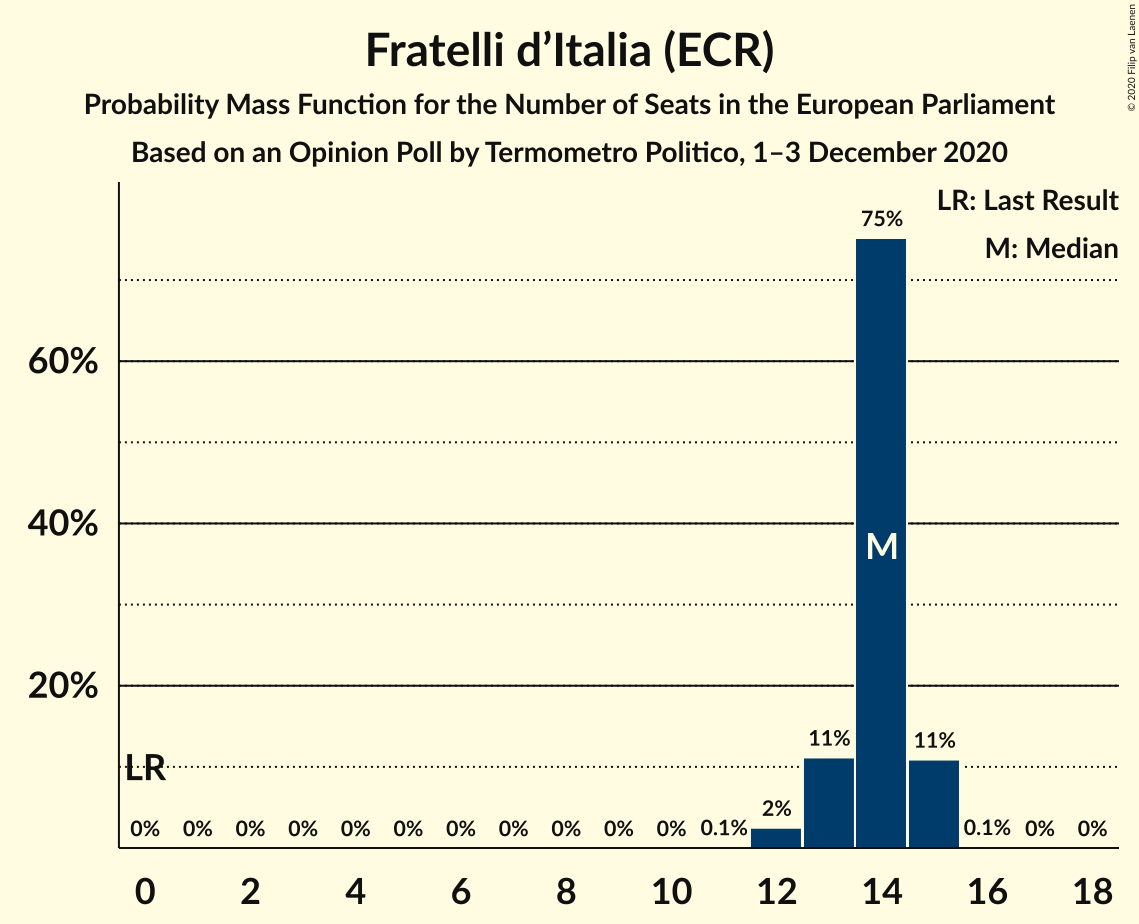 Fratelli d’Italia (ECR)
Probability Mass Function for the Number of Seats in the European Parliament
Based on an Opinion Poll by Termometro Politico, 1–3 December 2020
© 2020 Filip van Laenen
LR: Last Result
M: Median
75%
60%
40%
M
20%
11%
11%
LR
2%
0% 0% 0% 0% 0% 0% 0% 0% 0% 0% 0% 0.1% 0.1% 0% 0%
0 2 4 6 8 10 12 14 16 18